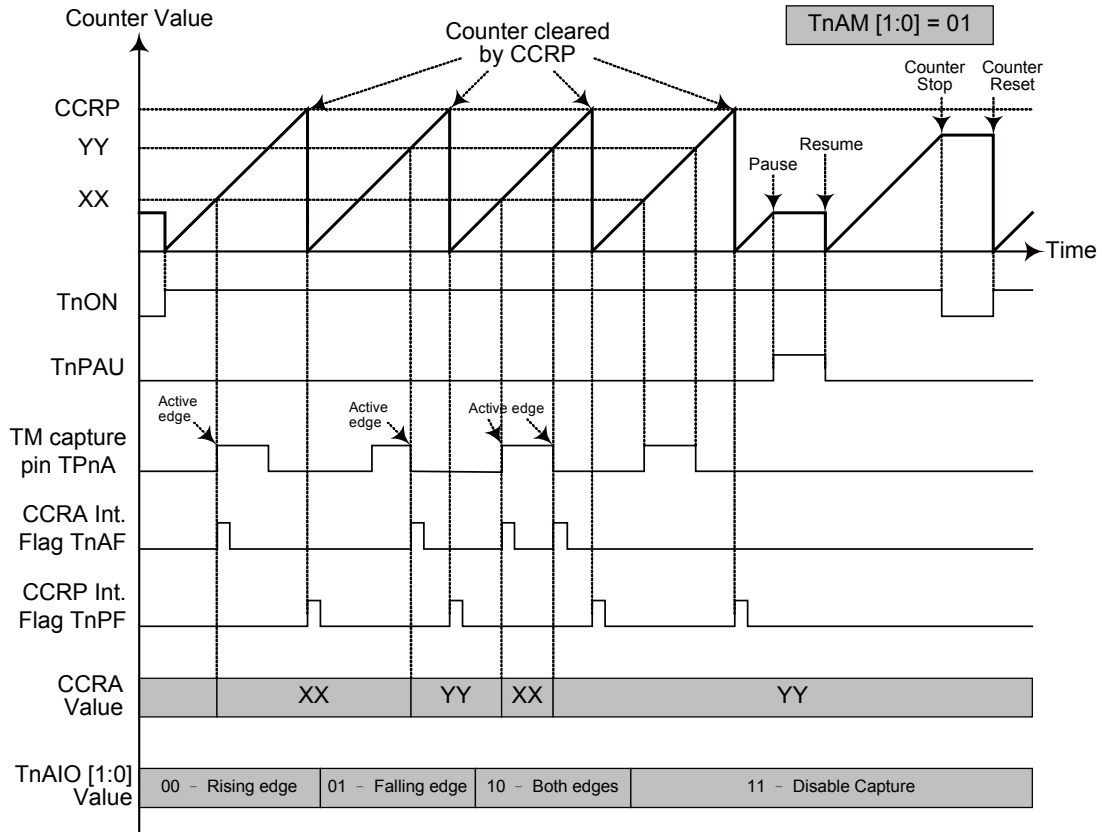 Counter Value
TnAM [1:0] = 01
Counter cleared
by CCRP
Counter
Stop
Counter
Reset
CCRP
YY
XX
Pause
Resume
Time
TnON
TnPAU
Active
edge
Active
edge
Active edge
TM capture
pin TPnA
CCRA Int.
Flag TnAF
CCRP Int.
Flag TnPF
CCRA
Value
XX
YY
XX
YY
TnAIO [1:0]
Value
00 - Rising edge
01 - Falling edge
10 - Both edges
11 - Disable Capture